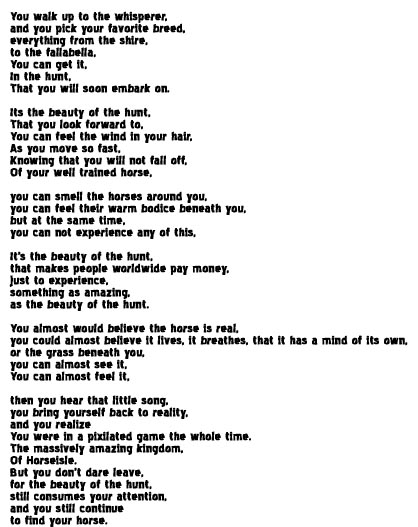 You walk up to the whisperer,
and you pick your favorite breed,
everything from the shire,
to the fallabella,
You can get it,
In the hunt,
That you will soon embark on.

Its the beauty of the hunt,
That you look forward to,
You can feel the wind in your hair,
As you move so fast,
Knowing that you will not fall off,
Of your well trained horse,

you can smell the horses around you,
you can feel their warm bodice beneath you,
but at the same time,
you can not experience any of this,

It's the beauty of the hunt,
that makes people worldwide pay money,
just to experience,
something as amazing,
as the beauty of the hunt.

You almost would believe the horse is real,
you could almost believe it lives, it breathes, that it has a mind of its own,
or the grass beneath you,
you can almost see it,
You can almost feel it,

then you hear that little song,
you bring yourself back to reality,
and you realize
You were in a pixilated game the whole time.
The massively amazing kingdom,
Of Horseisle.
But you don't dare leave,
for the beauty of the hunt,
still consumes your attention,
and you still continue
to find your horse.